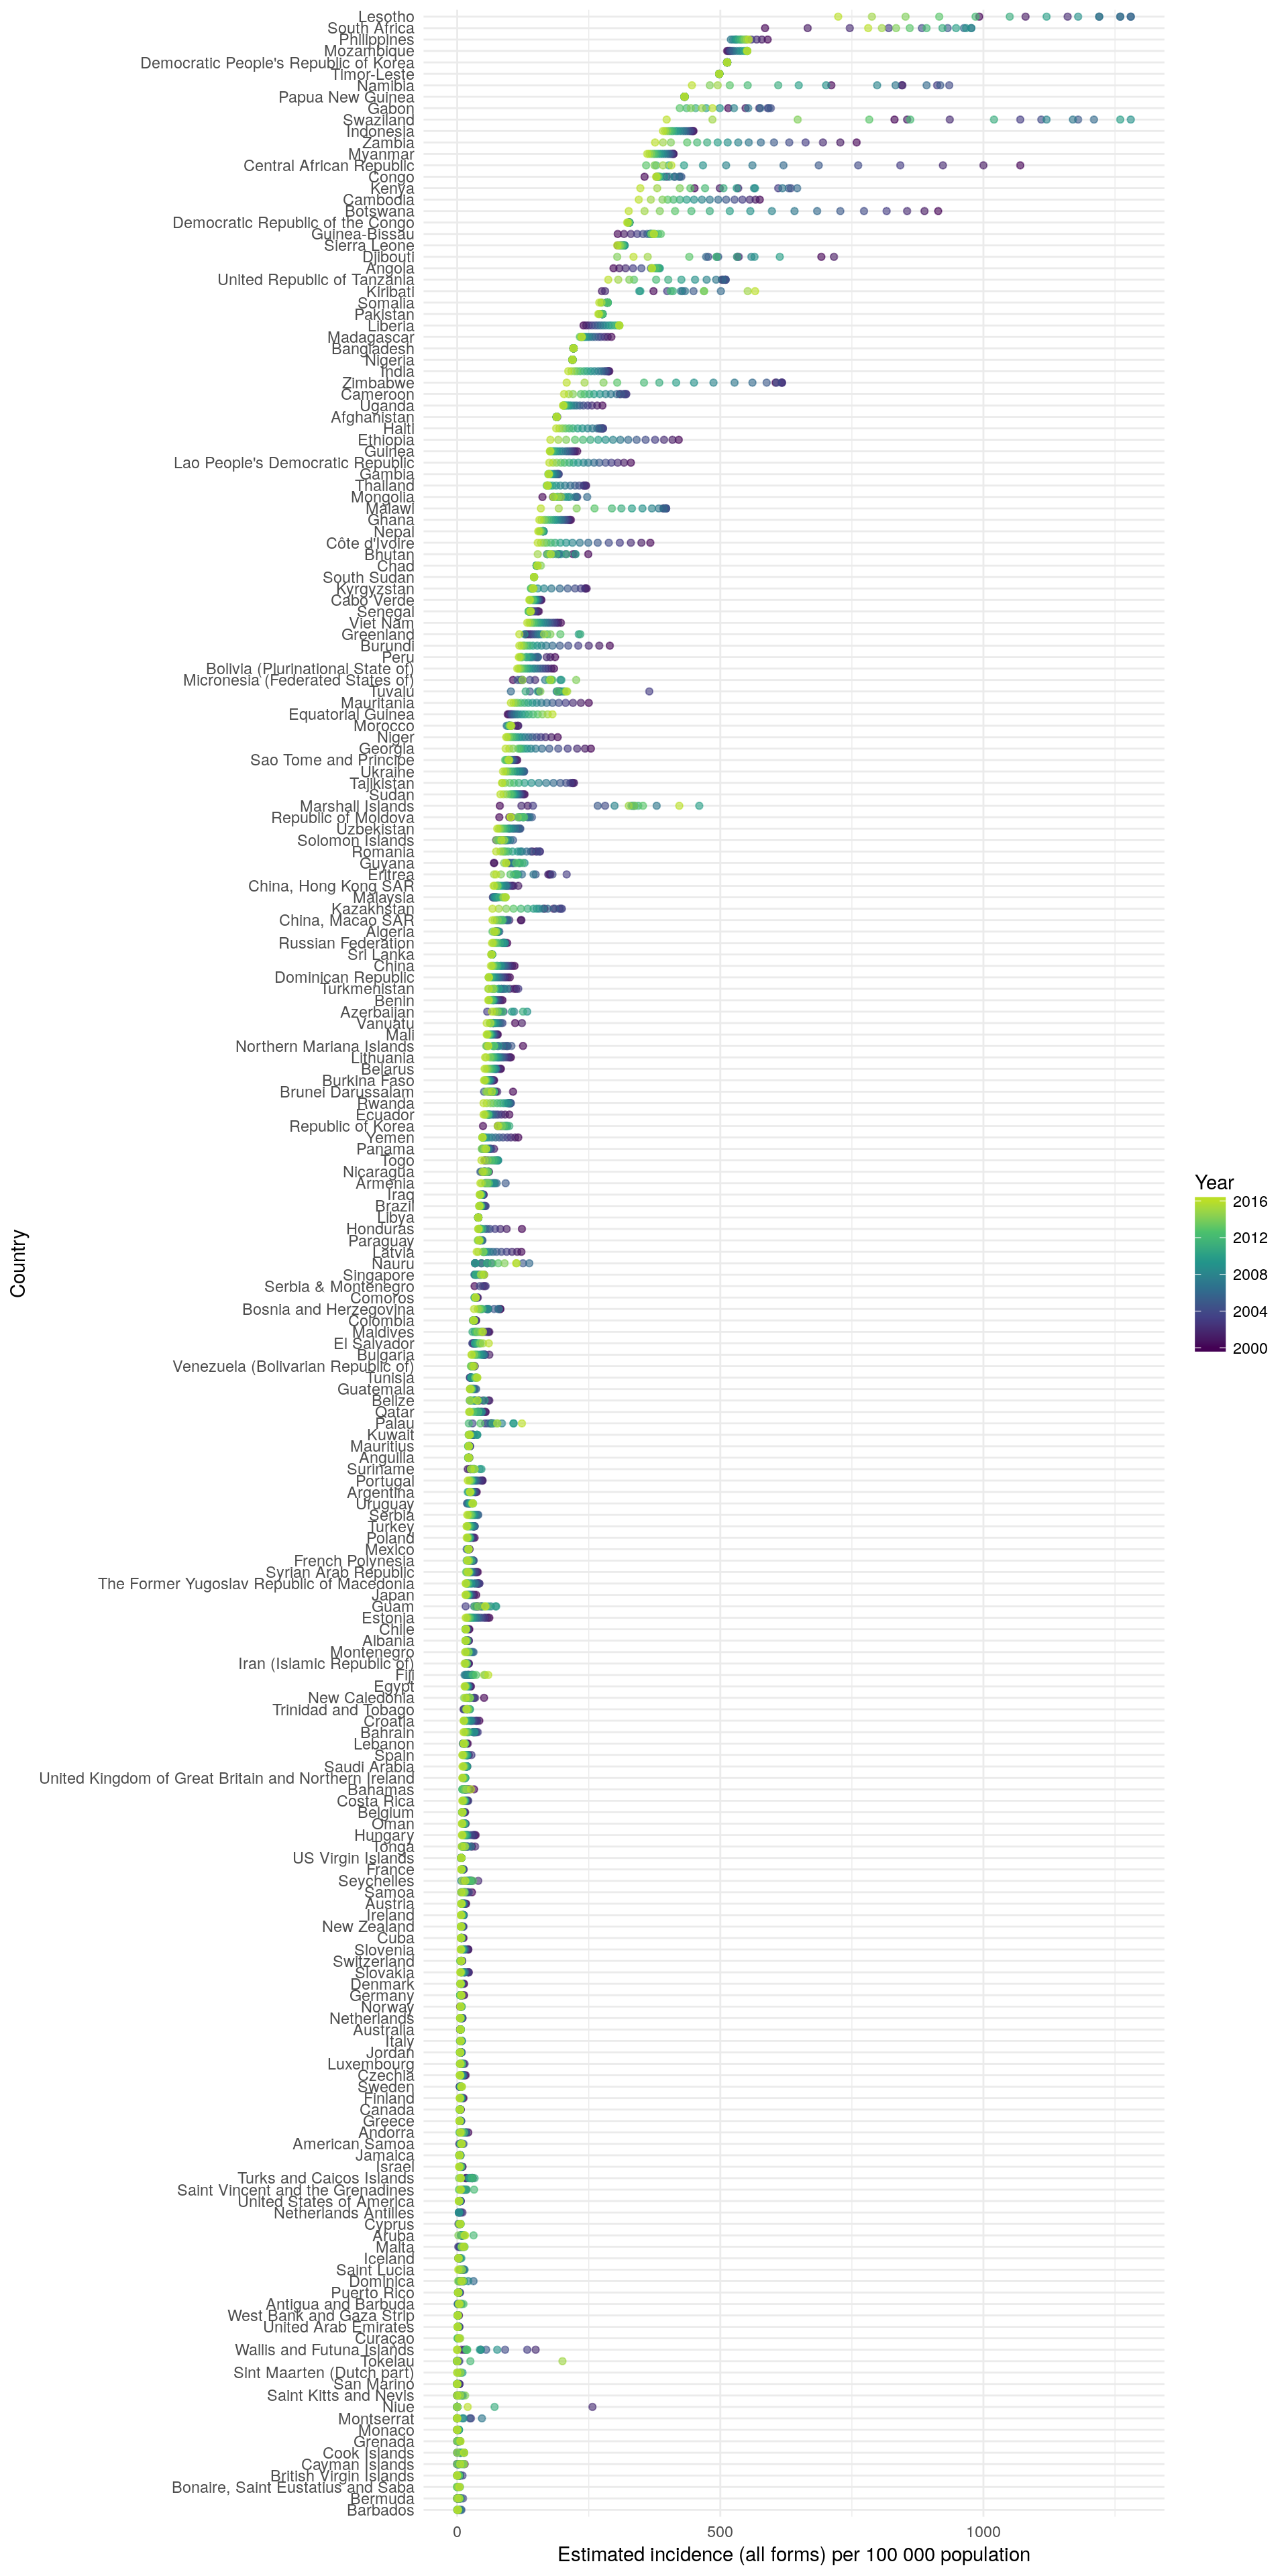 Lesotho
South Africa
Philippines
Mozambique
Democratic People's Republic of Korea
Timor-Leste
Namibia
Papua New Guinea
Gabon
Swaziland
Indonesia
Zambia
Myanmar
Central African Republic
Congo
Kenya
Cambodia
Botswana
Democratic Republic of the Congo
Guinea-Bissau
Sierra Leone
Djibouti
Angola
United Republic of Tanzania
Kiribati
Somalia
Pakistan
Liberia
Madagascar
Bangladesh
Nigeria
India
Zimbabwe
Cameroon
Uganda
Afghanistan
Haiti
Ethiopia
Guinea
Lao People's Democratic Republic
Gambia
Thailand
Mongolia
Malawi
Ghana
Nepal
Côte d'Ivoire
Bhutan
Chad
South Sudan
Kyrgyzstan
Cabo Verde
Senegal
Viet Nam
Greenland
Burundi
Peru
Bolivia (Plurinational State of)
Micronesia (Federated States of)
Tuvalu
Mauritania
Equatorial Guinea
Morocco
Niger
Georgia
Sao Tome and Principe
Ukraine
Tajikistan
Sudan
Marshall Islands
Republic of Moldova
Uzbekistan
Solomon Islands
Romania
Guyana
Eritrea
China, Hong Kong SAR
Malaysia
Kazakhstan
China, Macao SAR
Algeria
Russian Federation
Sri Lanka
China
Dominican Republic
Turkmenistan
Benin
Azerbaijan
Vanuatu
Mali
Northern Mariana Islands
Lithuania
Belarus
Burkina Faso
Brunei Darussalam
Rwanda
Ecuador
Republic of Korea
Yemen
Panama
Togo
Nicaragua
Armenia
Iraq
Brazil
Libya
Honduras
Paraguay
Latvia
Nauru
Singapore
Serbia & Montenegro
Comoros
Bosnia and Herzegovina
Colombia
Maldives
El Salvador
Bulgaria
Venezuela (Bolivarian Republic of)
Tunisia
Guatemala
Belize
Qatar
Palau
Kuwait
Mauritius
Anguilla
Suriname
Portugal
Argentina
Uruguay
Serbia
Turkey
Poland
Mexico
French Polynesia
Syrian Arab Republic
The Former Yugoslav Republic of Macedonia
Japan
Guam
Estonia
Chile
Albania
Montenegro
Iran (Islamic Republic of)
Fiji
Egypt
New Caledonia
Trinidad and Tobago
Croatia
Bahrain
Lebanon
Spain
Saudi Arabia
United Kingdom of Great Britain and Northern Ireland
Bahamas
Costa Rica
Belgium
Oman
Hungary
Tonga
US Virgin Islands
France
Seychelles
Samoa
Austria
Ireland
New Zealand
Cuba
Slovenia
Switzerland
Slovakia
Denmark
Germany
Norway
Netherlands
Australia
Italy
Jordan
Luxembourg
Czechia
Sweden
Finland
Canada
Greece
Andorra
American Samoa
Jamaica
Israel
Turks and Caicos Islands
Saint Vincent and the Grenadines
United States of America
Netherlands Antilles
Cyprus
Aruba
Malta
Iceland
Saint Lucia
Dominica
Puerto Rico
Antigua and Barbuda
West Bank and Gaza Strip
United Arab Emirates
Curaçao
Wallis and Futuna Islands
Tokelau
Sint Maarten (Dutch part)
San Marino
Saint Kitts and Nevis
Niue
Montserrat
Monaco
Grenada
Cook Islands
Cayman Islands
British Virgin Islands
Bonaire, Saint Eustatius and Saba
Bermuda
Barbados
Country
0
500
1000
Estimated incidence (all forms) per 100 000 population
Year
2016
2012
2008
2004
2000